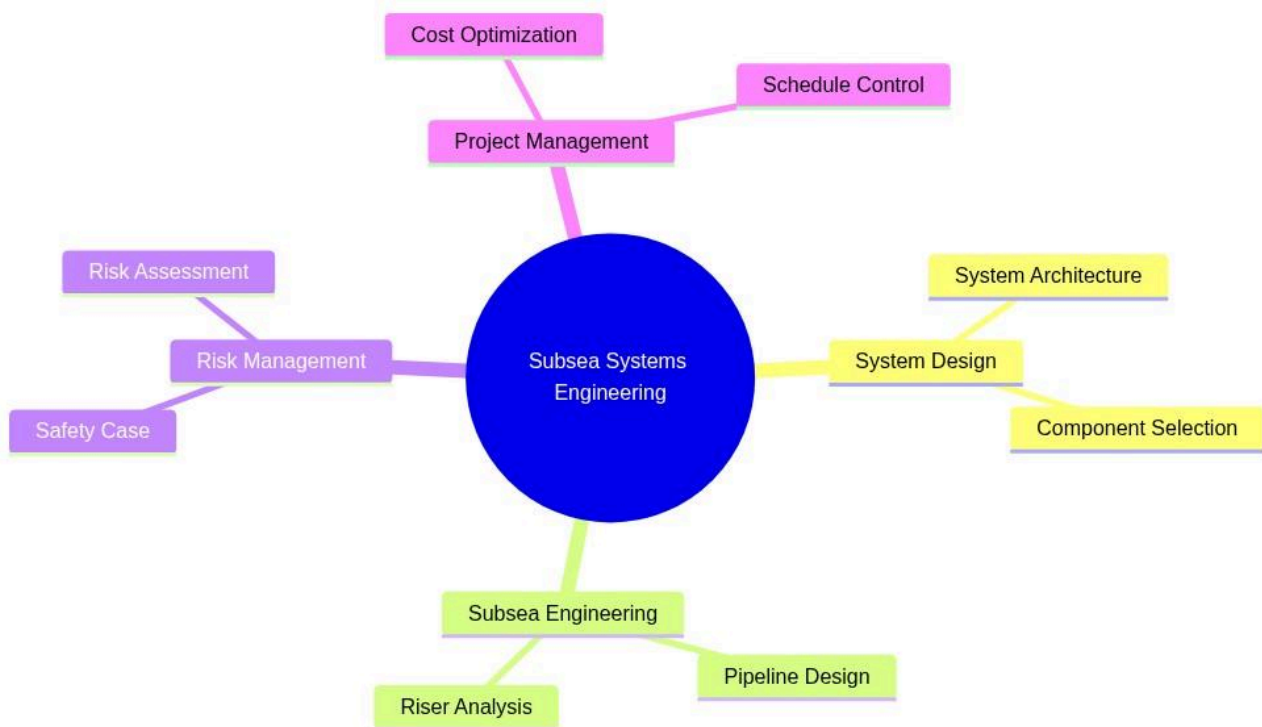 Cost Optimization
Schedule Control
Project Management
Risk Assessment
System Architecture
Risk Management
Subsea Systems
Engineering
System Design
Safety Case
Component Selection
Subsea Engineering
Pipeline Design
Riser Analysis